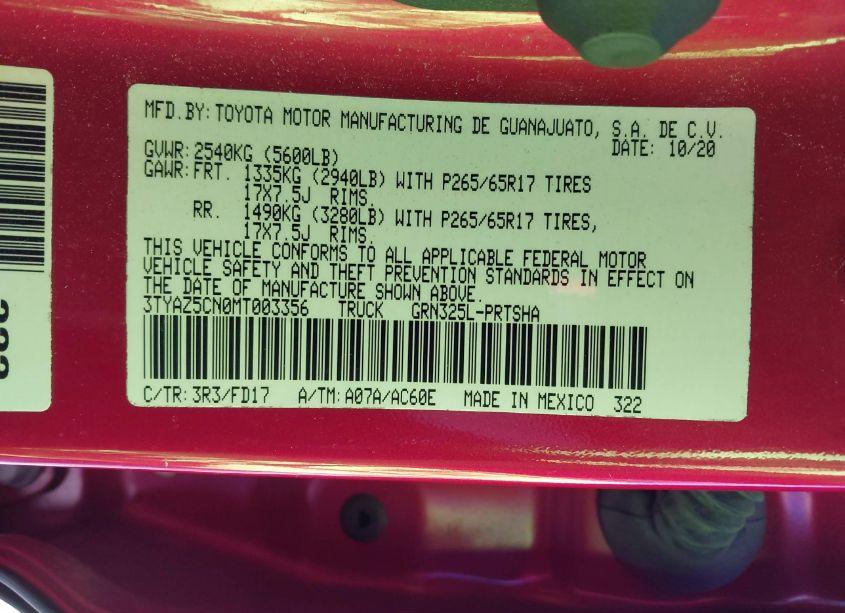 MFD.BY: TOYOTA MOTOR MANUFACTURING DE GUANAJUATO, S.A. DE C.V.
DATE: 10/20
GVWR: 2540KG (5600LB)
GAWR: FRT. 1335KG (2940LB) WITH P265/65R17 TIRES
17X7.5J RIMS.
RR. 1490KG (3280LB) WITH P265/65R17 TIRES,
17X7.5J RIMS.
THIS VEHICLE CONFORMS TO ALL APPLICABLE FEDERAL MOTOR
VEHICLE SAFETY AND THEFT PREVENTION STANDARDS IN EFFECT ON
THE DATE OF MANUFACTURE SHOWN ABOVE.
3TYAZ5CN0MT003356 TRUCK GRN325L-PRTSHA
C/TR: 3R3/FD17 A/TM: A07A/AC60E MADE IN MEXICO 322